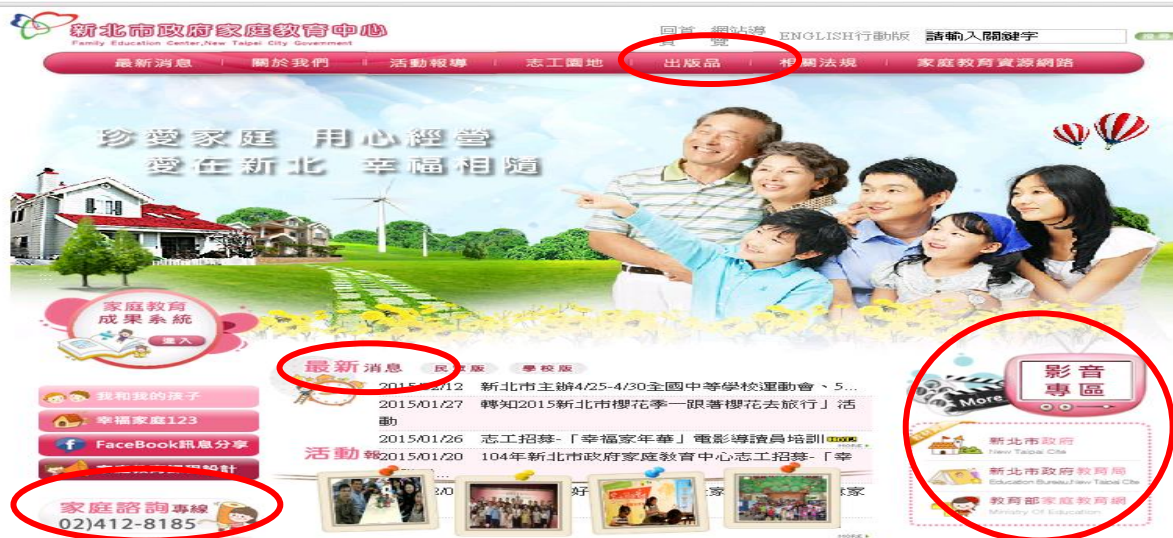 新北市政府家庭教育中心
Family Education Center,New Taipei City Government
回首頁 網站導覽 ENGLISH 行動版 請輸入關鍵字
最新消息 關於我們 活動報導 志工園地 出版品 相關法規 家庭教育資源網路
珍愛家庭 用心經營
愛在新北 幸福相隨
家庭教育
成果系統
進入
我和我的孩子
幸福家庭123
FaceBook訊息分享
家庭諮詢專線
02)412-8185
最新消息 民眾版 學校版
2015/02/12 新北市主辦4/25-4/30全國中等學校運動會、5...
2015/01/27 轉知2015新北市櫻花季─跟著櫻花去旅行」活
動
2015/01/26 志工招募-「幸福家年華」電影導讀員培訓
活動報
2015/01/20 104年新北市政府家庭教育中心志工招募-「幸
MORE
影音
專區
More
新北市政府
New Taipei Cite
新北市政府教育局
Education Bureau,New Taipei Cite
教育部家庭教育網
Ministry Of Education